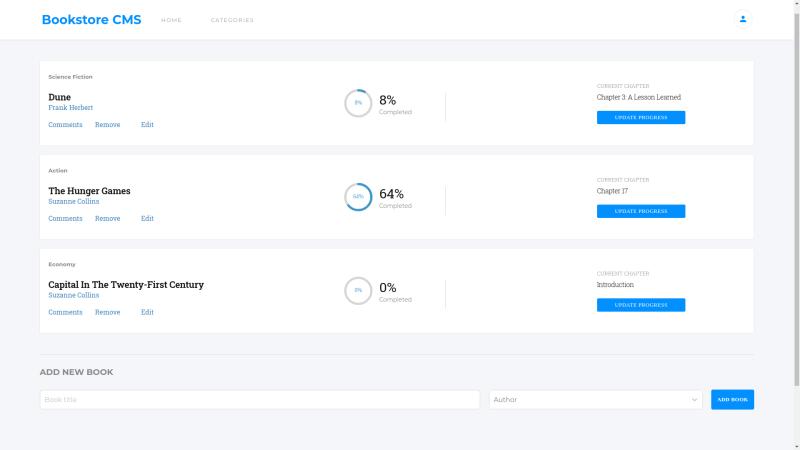 Bookstore CMS
HOME
CATEGORIES
Science Fiction
Dune
Frank Herbert
Comments Remove Edit
8%
8%
Completed
CURRENT CHAPTER
Chapter 3: A Lesson Learned
UPDATE PROGRESS
Action
The Hunger Games
Suzanne Collins
Comments Remove Edit
64%
64%
Completed
CURRENT CHAPTER
Chapter 17
UPDATE PROGRESS
Economy
Capital In The Twenty-First Century
Suzanne Collins
Comments Remove Edit
0%
0%
Completed
CURRENT CHAPTER
Introduction
UPDATE PROGRESS
ADD NEW BOOK
Book title
Author
ADD BOOK